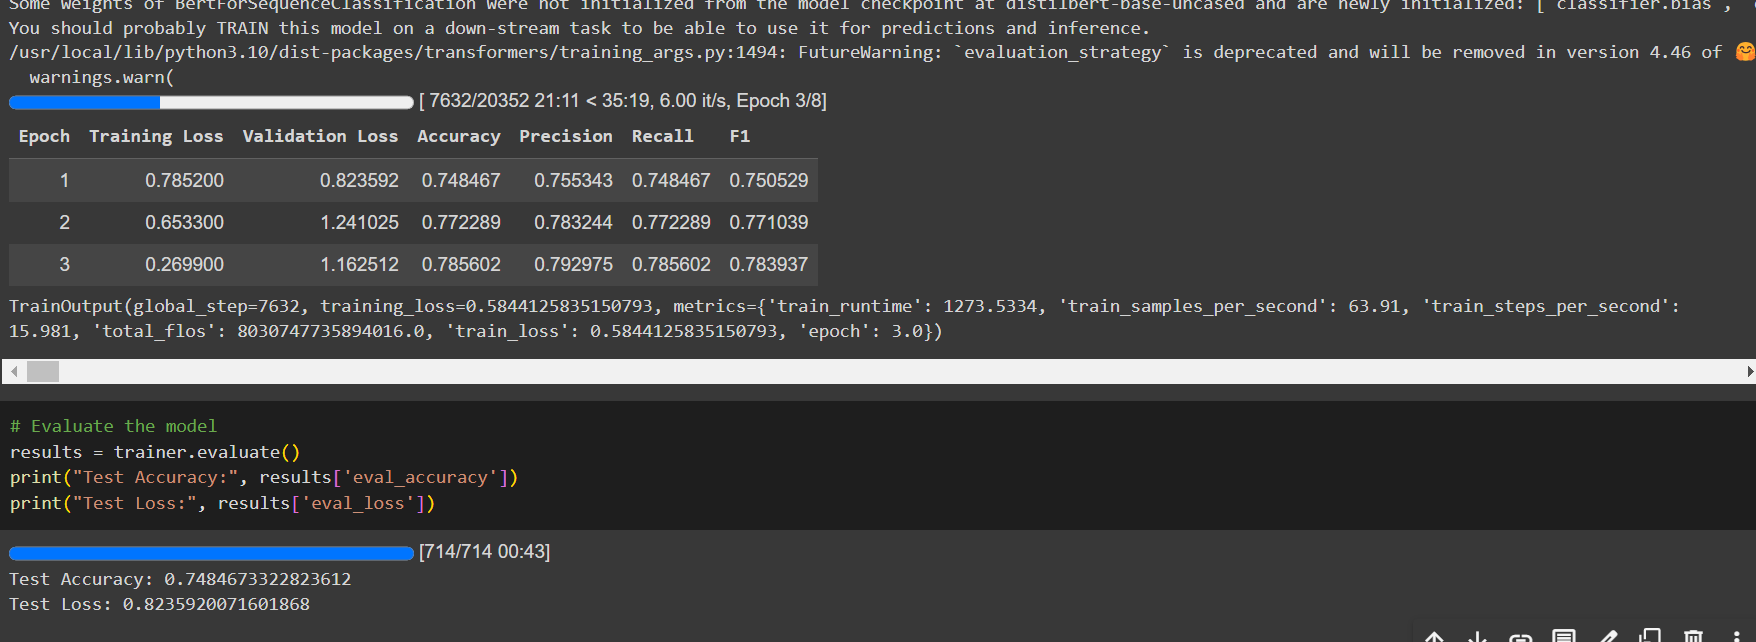 Some weights of BertForSequenceClassification were not initialized from the model checkpoint at distilbert-base-uncased and are newly initialized: ['classifier.bias',
You should probably TRAIN this model on a down-stream task to be able to use it for predictions and inference.
/usr/local/lib/python3.10/dist-packages/transformers/training_args.py:1494: FutureWarning: `evaluation_strategy` is deprecated and will be removed in version 4.46 of 🤗
warnings.warn(
[ 7632/20352 21:11 < 35:19, 6.00 it/s, Epoch 3/8]
Epoch Training Loss Validation Loss Accuracy Precision Recall F1
1 0.785200 0.823592 0.748467 0.755343 0.748467 0.750529
2 0.653300 1.241025 0.772289 0.783244 0.772289 0.771039
3 0.269900 1.162512 0.785602 0.792975 0.785602 0.783937
TrainOutput(global_step=7632, training_loss=0.5844125835150793, metrics={'train_runtime': 1273.5334, 'train_samples_per_second': 63.91, 'train_steps_per_second':
15.981, 'total_flos': 8030747735894016.0, 'train_loss': 0.5844125835150793, 'epoch': 3.0})
# Evaluate the model
results = trainer.evaluate()
print("Test Accuracy:", results['eval_accuracy'])
print("Test Loss:", results['eval_loss'])
[714/714 00:43]
Test Accuracy: 0.7484673322823612
Test Loss: 0.8235920071601868